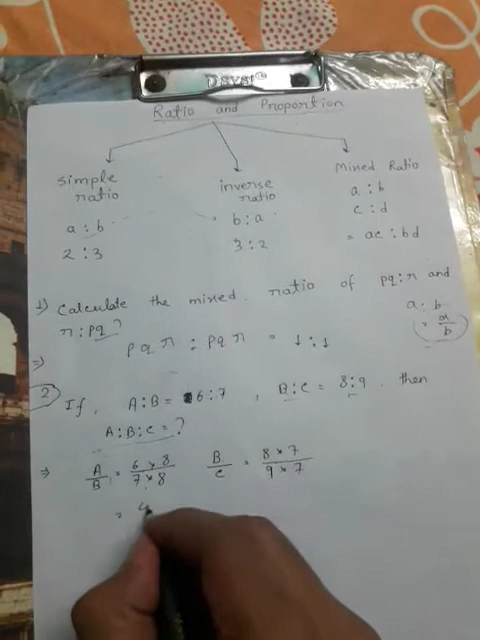 Ratio and Proportion
simple ratio
a : b
2 : 3
inverse ratio
b : a
3 : 2
Mixed Ratio
a : b
c : d
= ac : bd
1) Calculate the mixed ratio of pq:r and
r : pq ?
a : b
= a/b
⇒ pqr : pqr = 1 : 1
2) If, A:B = 6:7 , B:C = 8:9 . then
A:B:C = ?
⇒ A/B = 6×8/7×8 B/C = 8×7/9×7
= 4